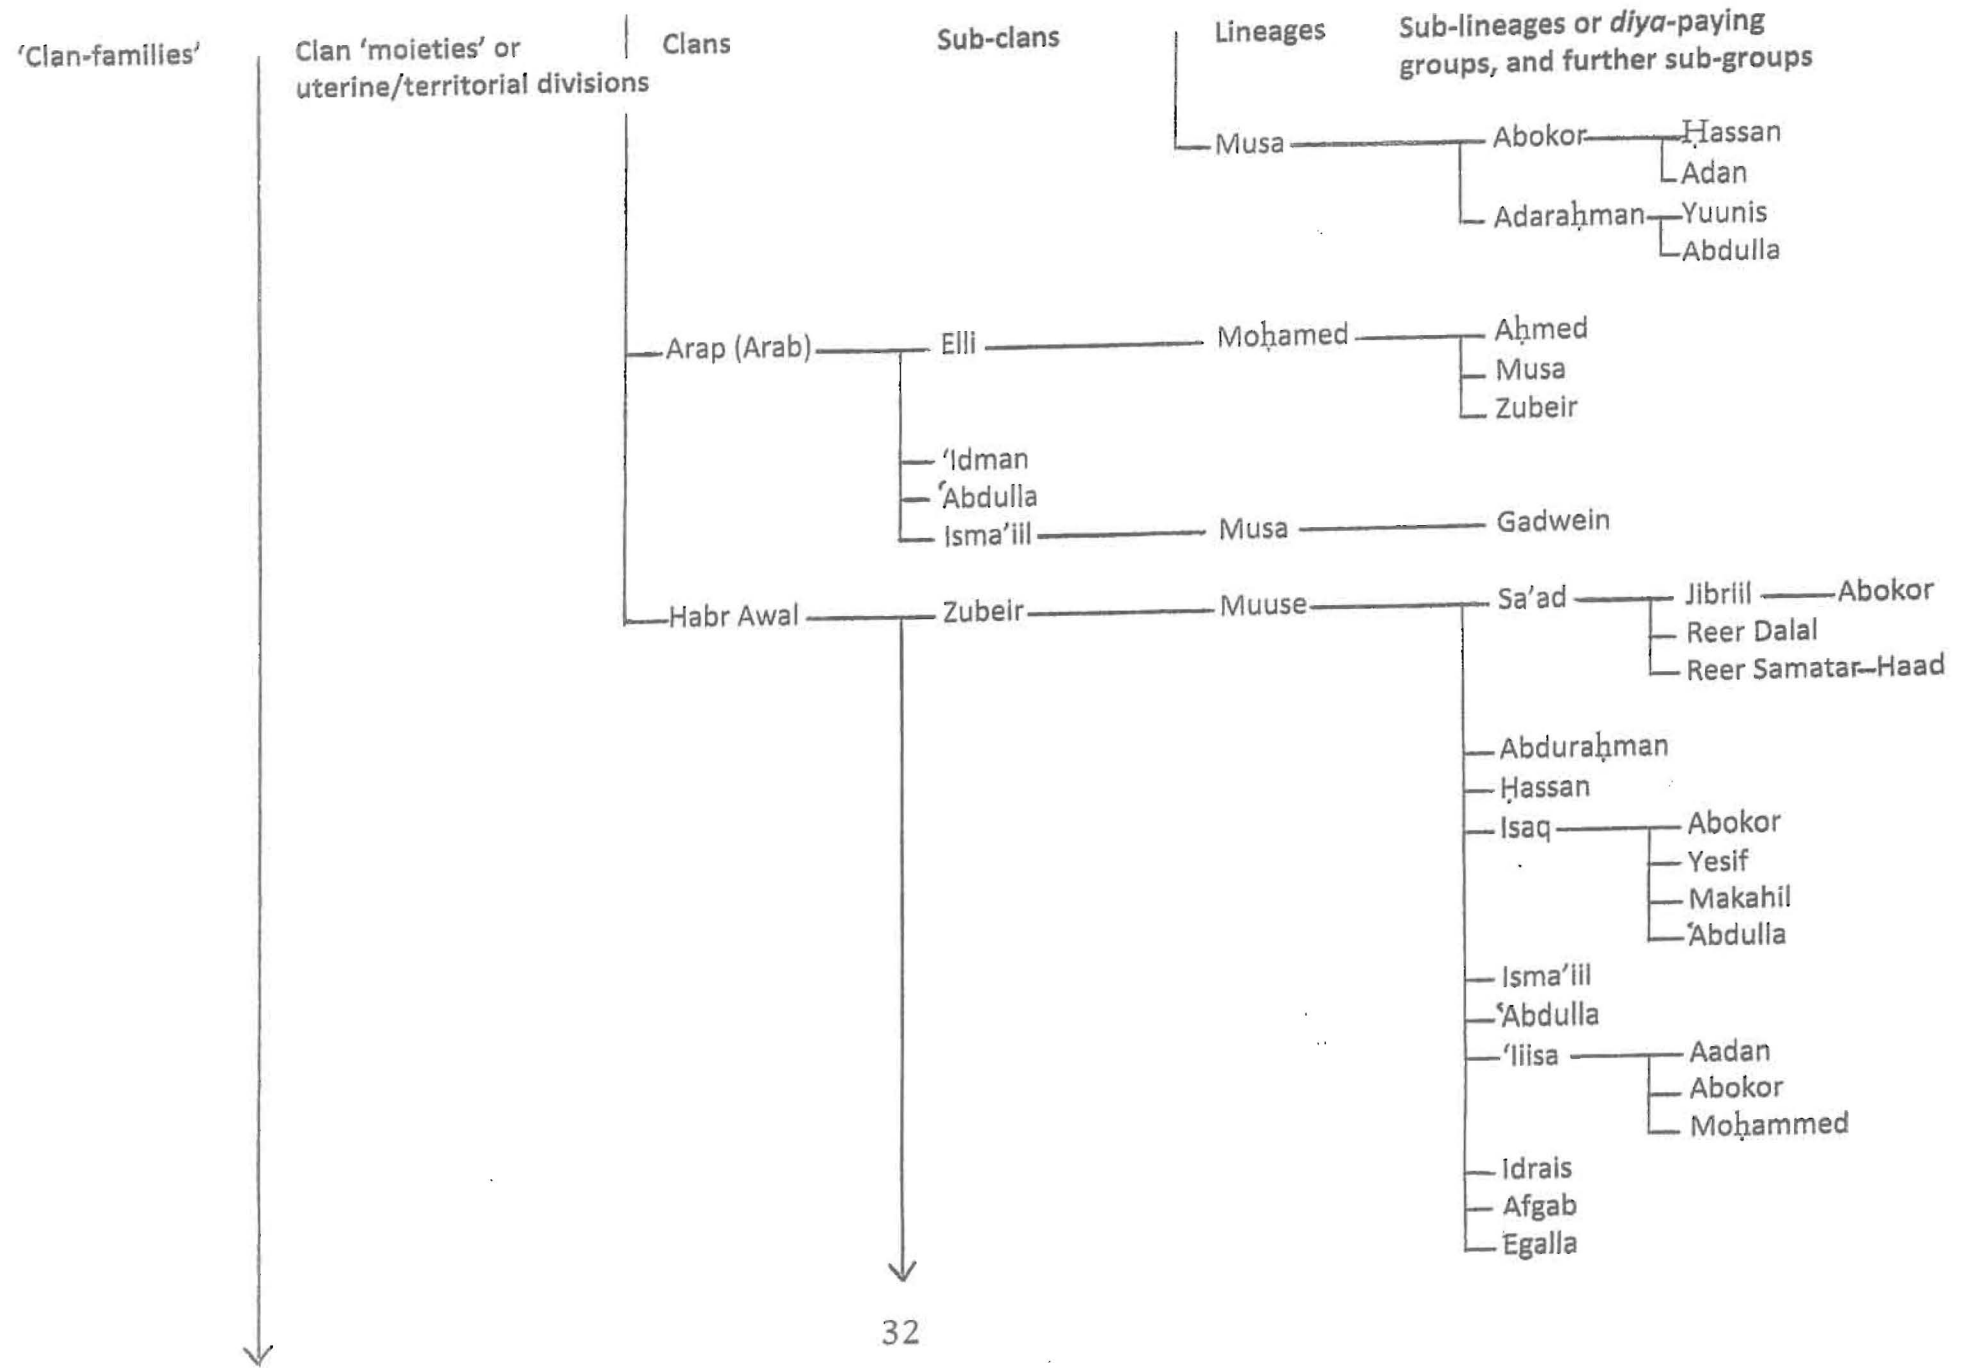 'Clan-families'
Clan 'moieties' or
uterine/territorial divisions
Clans
Sub-clans
Lineages
Sub-lineages or diya-paying
groups, and further sub-groups
Musa
Abokor
Ḥassan
Adan
Adaraḥman
Yuunis
Abdulla
Arap (Arab)
Elli
Moḥamed
Aḥmed
Musa
Zubeir
'Idman
'Abdulla
Isma'iil
Musa
Gadwein
Habr Awal
Zubeir
Muuse
Sa'ad
Jibriil
Abokor
Reer Dalal
Reer Samatar
Haad
Abduraḥman
Ḥassan
Isaq
Abokor
Yesif
Makahil
'Abdulla
Isma'iil
'Abdulla
'Iiisa
Aadan
Abokor
Moḥammed
Idrais
Afgab
Egalla
32